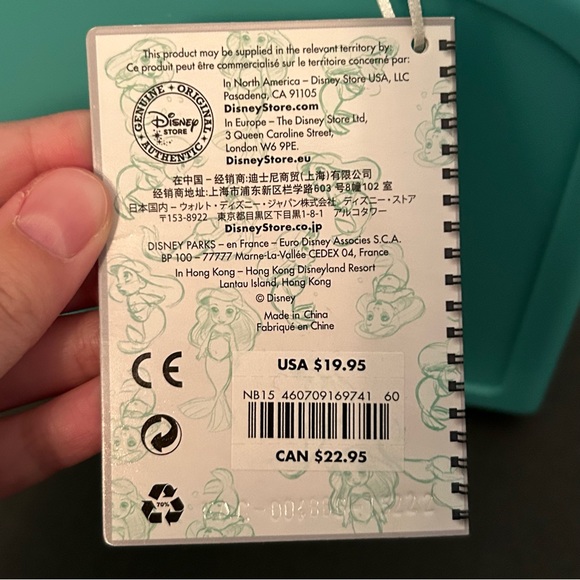 This product may be supplied in the relevant territory by:
Ce produit peut être commercialisé sur le territoire concerné par:
GENUINE • ORIGINAL • AUTHENTIC
Disney
STORE
In North America – Disney Store USA, LLC
Pasadena, CA 91105
DisneyStore.com
In Europe – The Disney Store Ltd,
3 Queen Caroline Street,
London W6 9PE.
DisneyStore.eu
在中国 - 经销商:迪士尼商贸(上海)有限公司
经销商地址:上海市浦东新区栏学路603 号8幢102 室
日本国内 – ウォルト・ディズニー・ジャパン株式会社 ディズニー・ストア
〒153-8922 東京都目黒区下目黒1-8-1 アルコタワー
DisneyStore.co.jp
DISNEY PARKS – en France – Euro Disney Associes S.C.A.
BP 100 – 77777 Marne-La-Vallée CEDEX 04, France
In Hong Kong – Hong Kong Disneyland Resort
Lantau Island, Hong Kong
© Disney
Made in China
Fabriqué en Chine
CE
USA $19.95
NB15 460709169741 60
CAN $22.95
70%